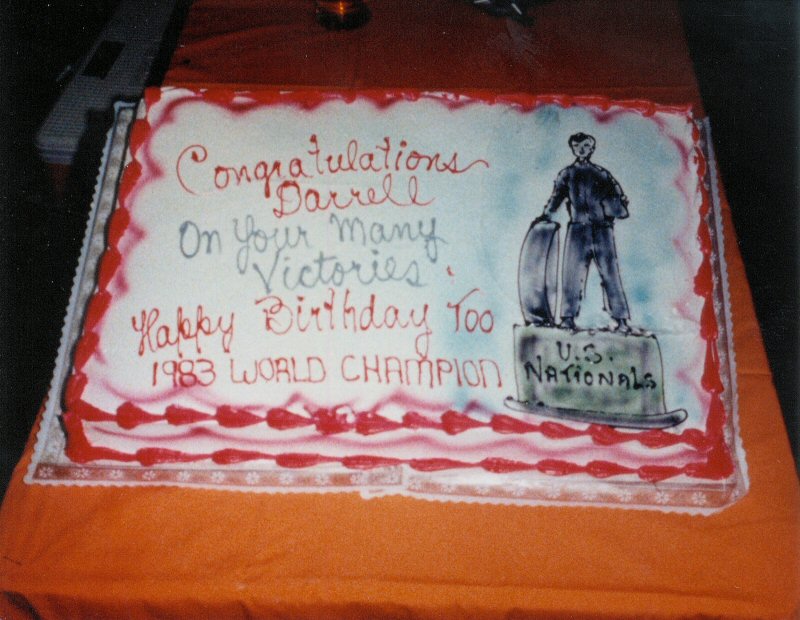 Congratulations
Darrell
On Your Many
Victories
Happy Birthday Too
1983 WORLD CHAMPION
U.S.
NATIONALS